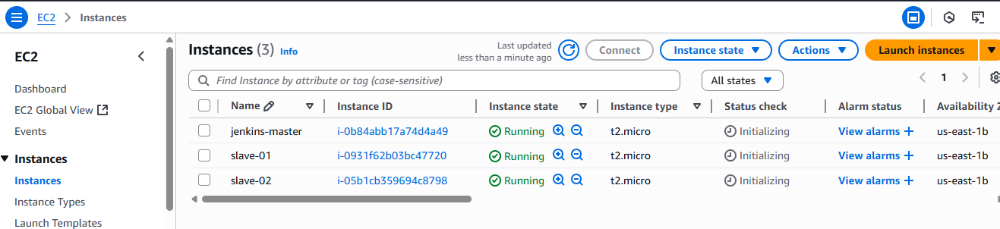 EC2 > Instances
EC2
Dashboard
EC2 Global View
Events
Instances
Instances
Instance Types
Launch Templates
Instances (3) Info
Last updated
less than a minute ago
Connect
Instance state
Actions
Launch instances
Find Instance by attribute or tag (case-sensitive)
All states
1
Name Instance ID Instance state Instance type Status check Alarm status Availability Z
jenkins-master i-0b84abb17a74d4a49 Running t2.micro Initializing View alarms + us-east-1b
slave-01 i-0931f62b03bc47720 Running t2.micro Initializing View alarms + us-east-1b
slave-02 i-05b1cb359694c8798 Running t2.micro Initializing View alarms + us-east-1b